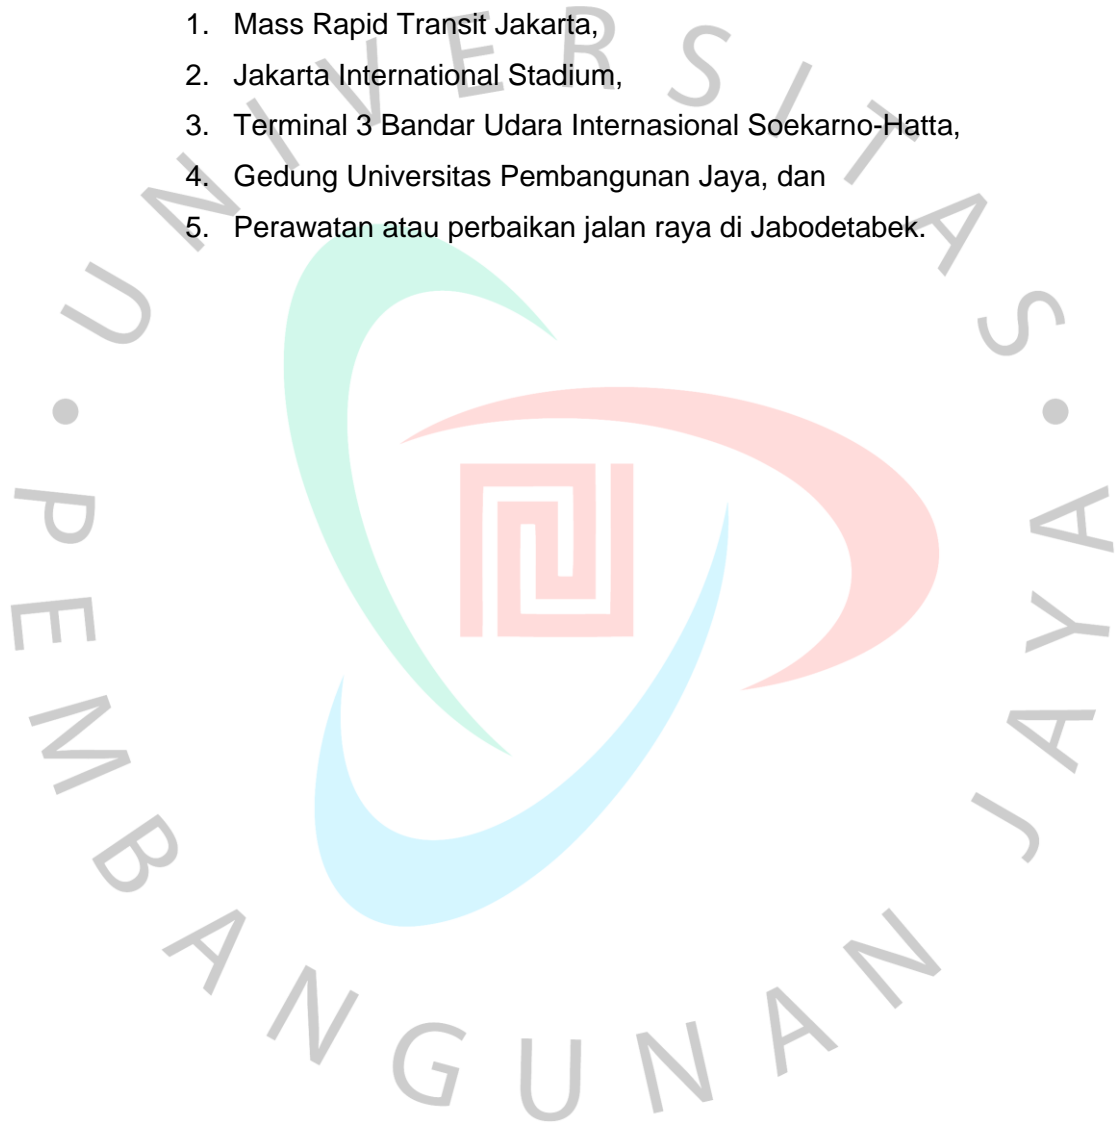 1. Mass Rapid Transit Jakarta,
2. Jakarta International Stadium,
3. Terminal 3 Bandar Udara Internasional Soekarno-Hatta,
4. Gedung Universitas Pembangunan Jaya, dan
5. Perawatan atau perbaikan jalan raya di Jabodetabek.
UNIVERSITAS • PEMBANGUNAN JAYA •